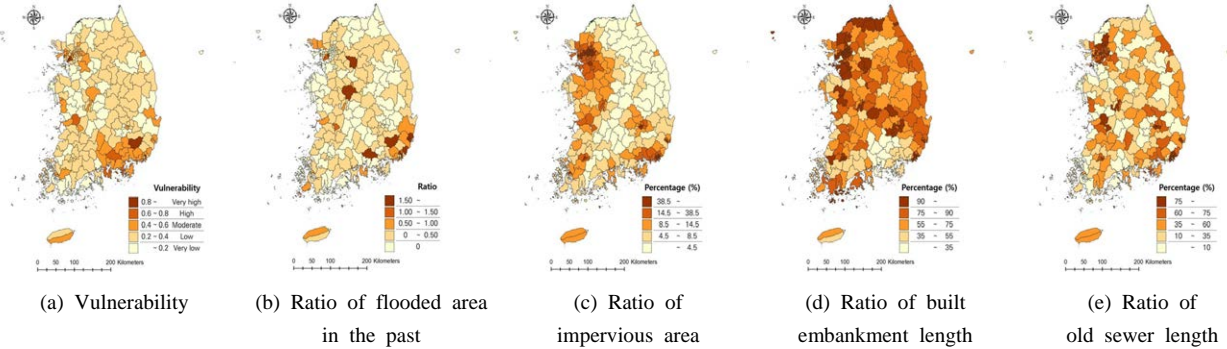 Vulnerability
0.8 ~ Very high
0.6 ~ 0.8 High
0.4 ~ 0.6 Moderate
0.2 ~ 0.4 Low
~ 0.2 Very low
0 50 100 200 Kilometers
(a) Vulnerability
Ratio
1.50 ~
1.00 ~ 1.50
0.50 ~ 1.00
0 ~ 0.50
0
0 50 100 200 Kilometers
(b) Ratio of flooded area
in the past
Percentage (%)
38.5 ~
14.5 ~ 38.5
8.5 ~ 14.5
4.5 ~ 8.5
~ 4.5
0 50 100 200 Kilometers
(c) Ratio of
impervious area
Percentage (%)
90 ~
75 ~ 90
55 ~ 75
35 ~ 55
~ 35
0 50 100 200 Kilometers
(d) Ratio of built
embankment length
Percentage (%)
75 ~
60 ~ 75
35 ~ 60
10 ~ 35
~ 10
0 50 100 200 Kilometers
(e) Ratio of
old sewer length